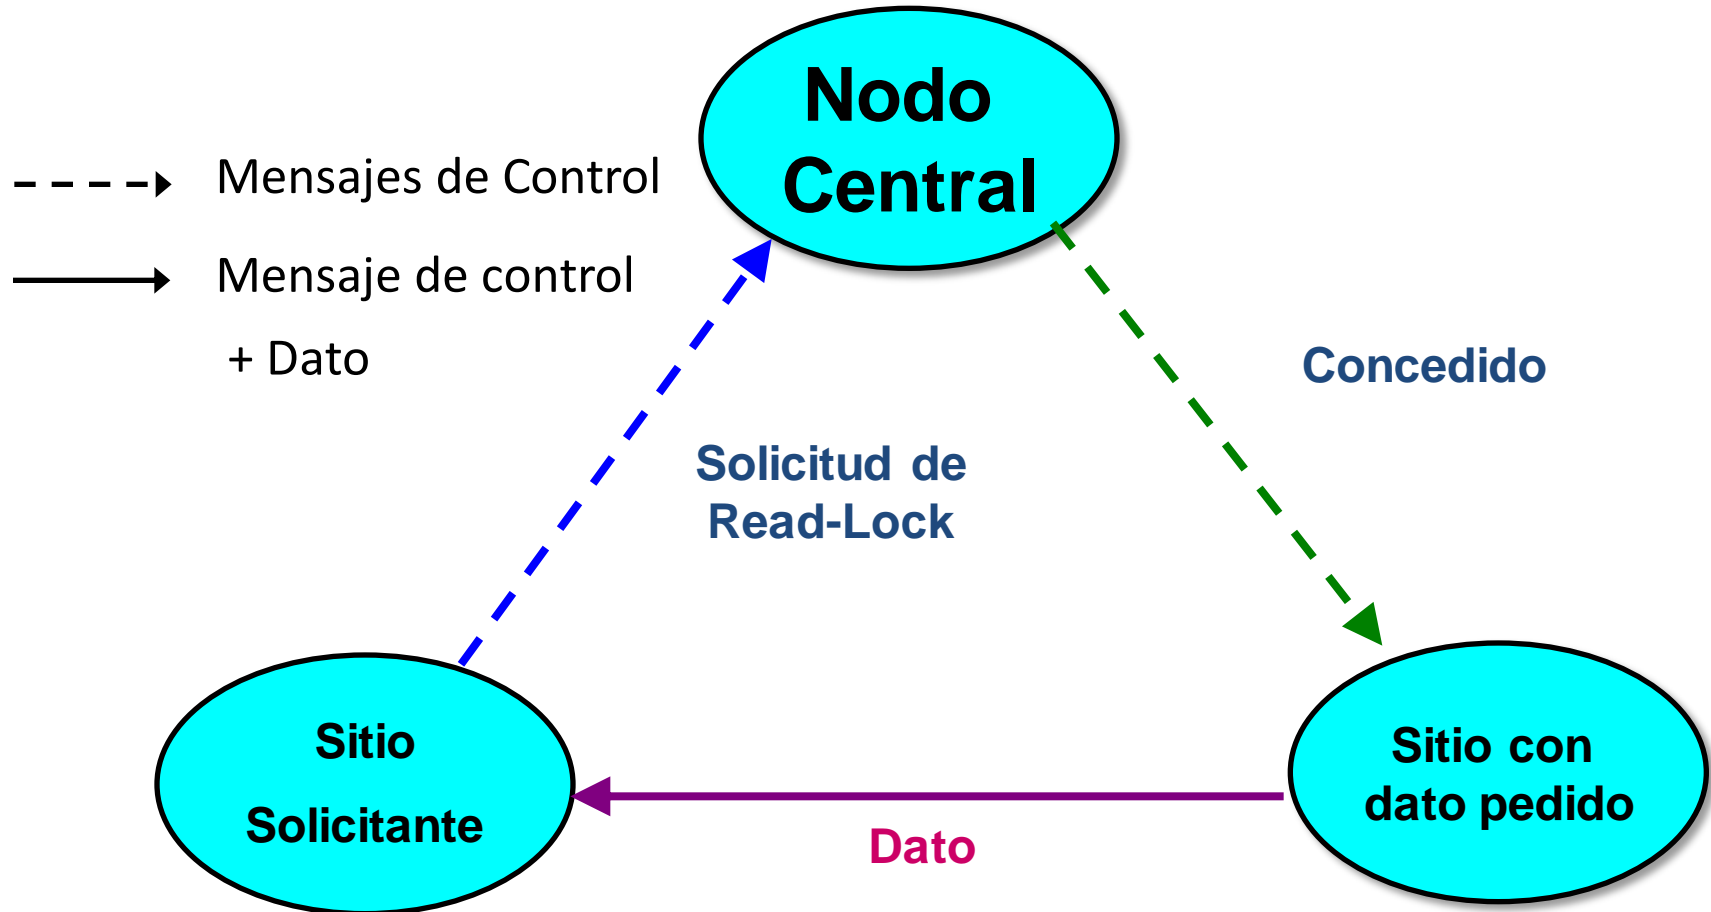 Nodo
Central
Mensajes de Control
Mensaje de control
+ Dato
Concedido
Solicitud de
Read-Lock
Sitio
Solicitante
Sitio con
dato pedido
Dato